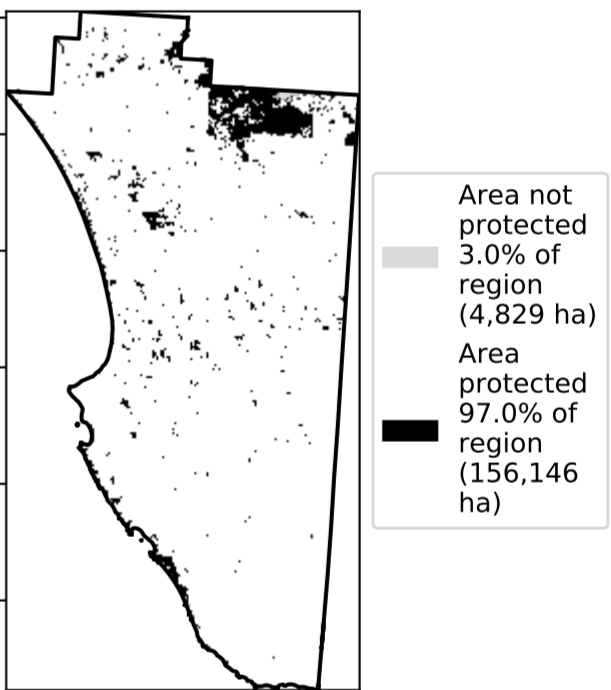 Area not
protected
3.0% of
region
(4,829 ha)
Area
protected
97.0% of
region
(156,146
ha)